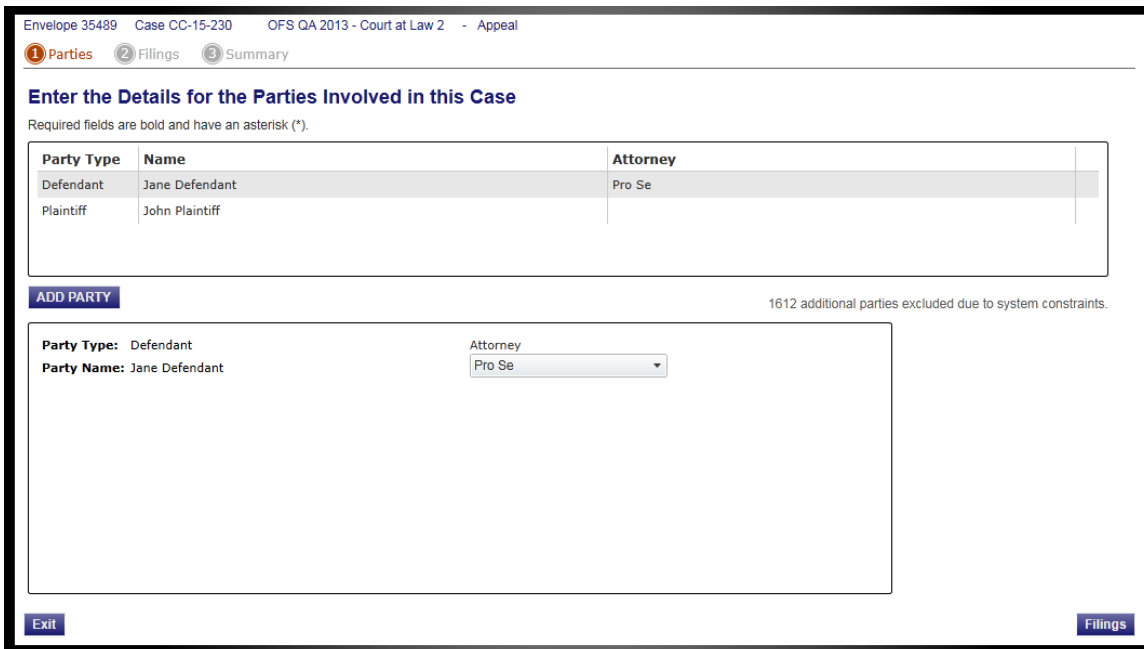 Envelope 35489 Case CC-15-230 OFS QA 2013 - Court at Law 2 - Appeal
1 Parties 2 Filings 3 Summary
Enter the Details for the Parties Involved in this Case
Required fields are bold and have an asterisk (*).
Party Type Name Attorney
Defendant Jane Defendant Pro Se
Plaintiff John Plaintiff
ADD PARTY
1612 additional parties excluded due to system constraints.
Party Type: Defendant Attorney
Party Name: Jane Defendant Pro Se
Exit Filings